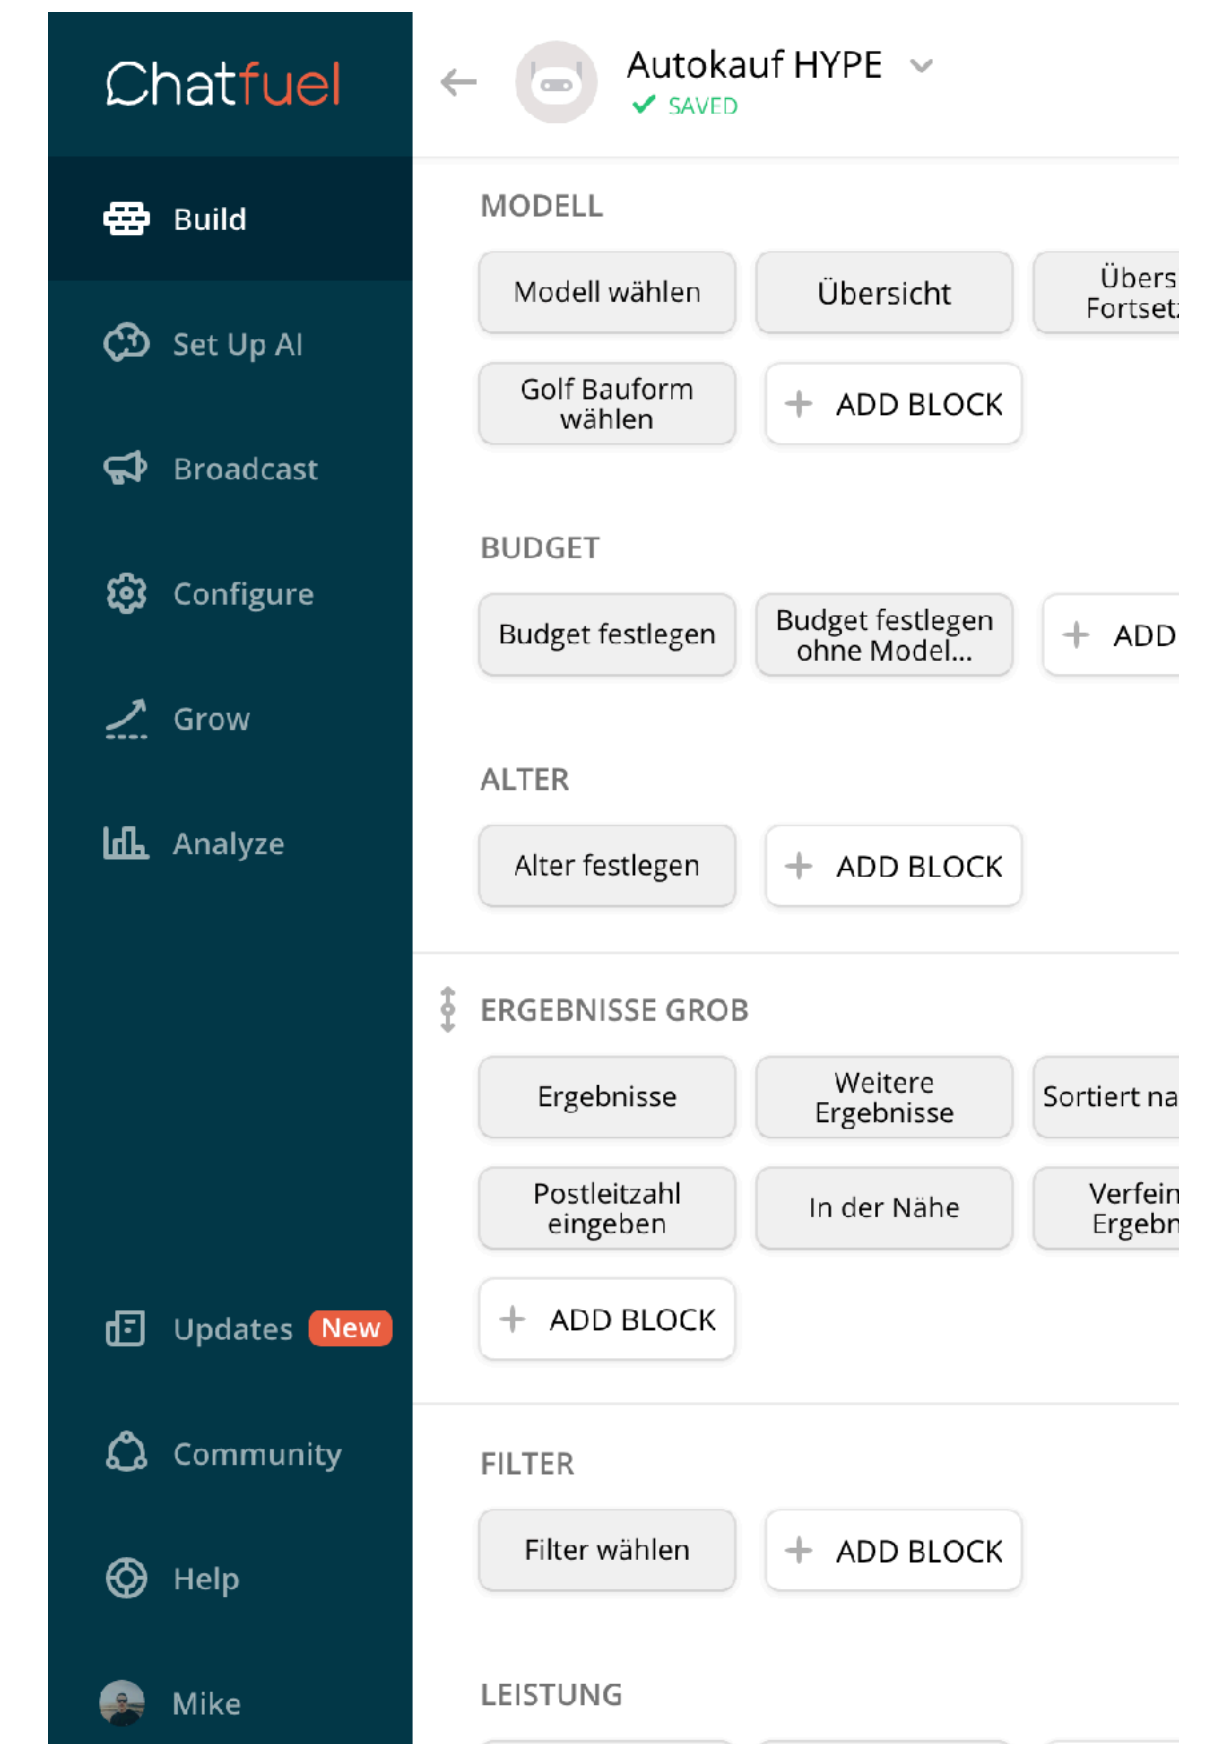 Chatfuel
Build
Set Up AI
Broadcast
Configure
Grow
Analyze
Updates New
Community
Help
Mike
Autokauf HYPE
SAVED
MODELL
Modell wählen
Übersicht
Golf Bauform
wählen
ADD BLOCK
BUDGET
Budget festlegen
Budget festlegen
ohne Model...
ADD
ALTER
Alter festlegen
ADD BLOCK
ERGEBNISSE GROB
Ergebnisse
Weitere
Ergebnisse
Sortiert
Postleitzahl
eingeben
In der Nähe
ADD BLOCK
FILTER
Filter wählen
ADD BLOCK
LEISTUNG